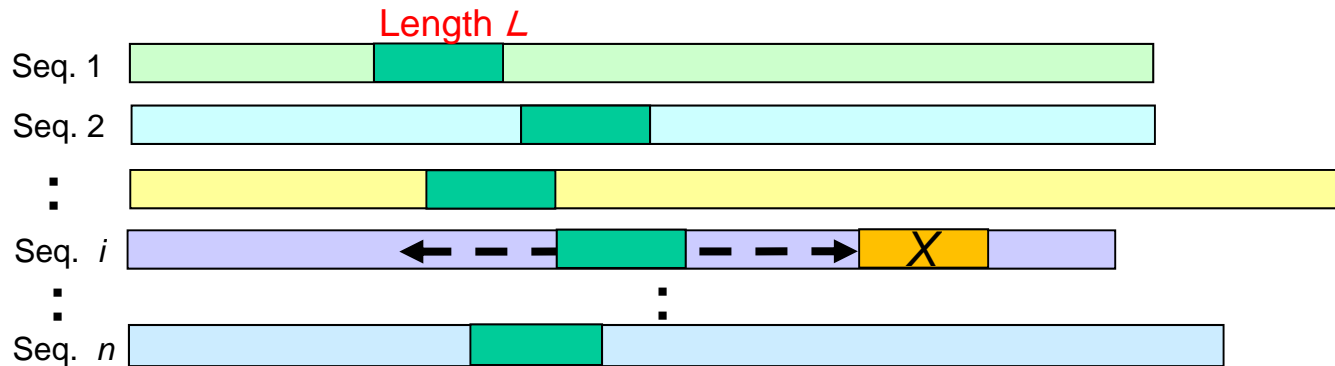 Length L
Seq. 1
Seq. 2
:
Seq. i
X
: :
Seq. n